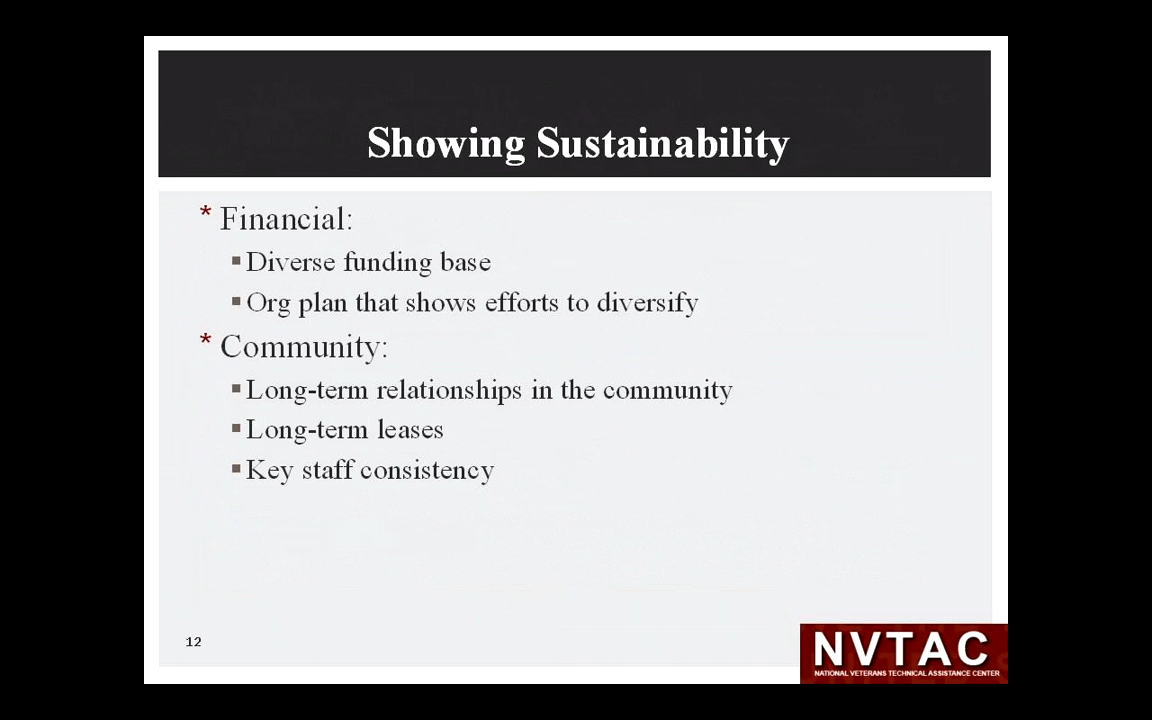 Showing Sustainability
* Financial:
▪ Diverse funding base
▪ Org plan that shows efforts to diversify
* Community:
▪ Long-term relationships in the community
▪ Long-term leases
▪ Key staff consistency
12
NVTAC
NATIONAL VETERANS TECHNICAL ASSISTANCE CENTER